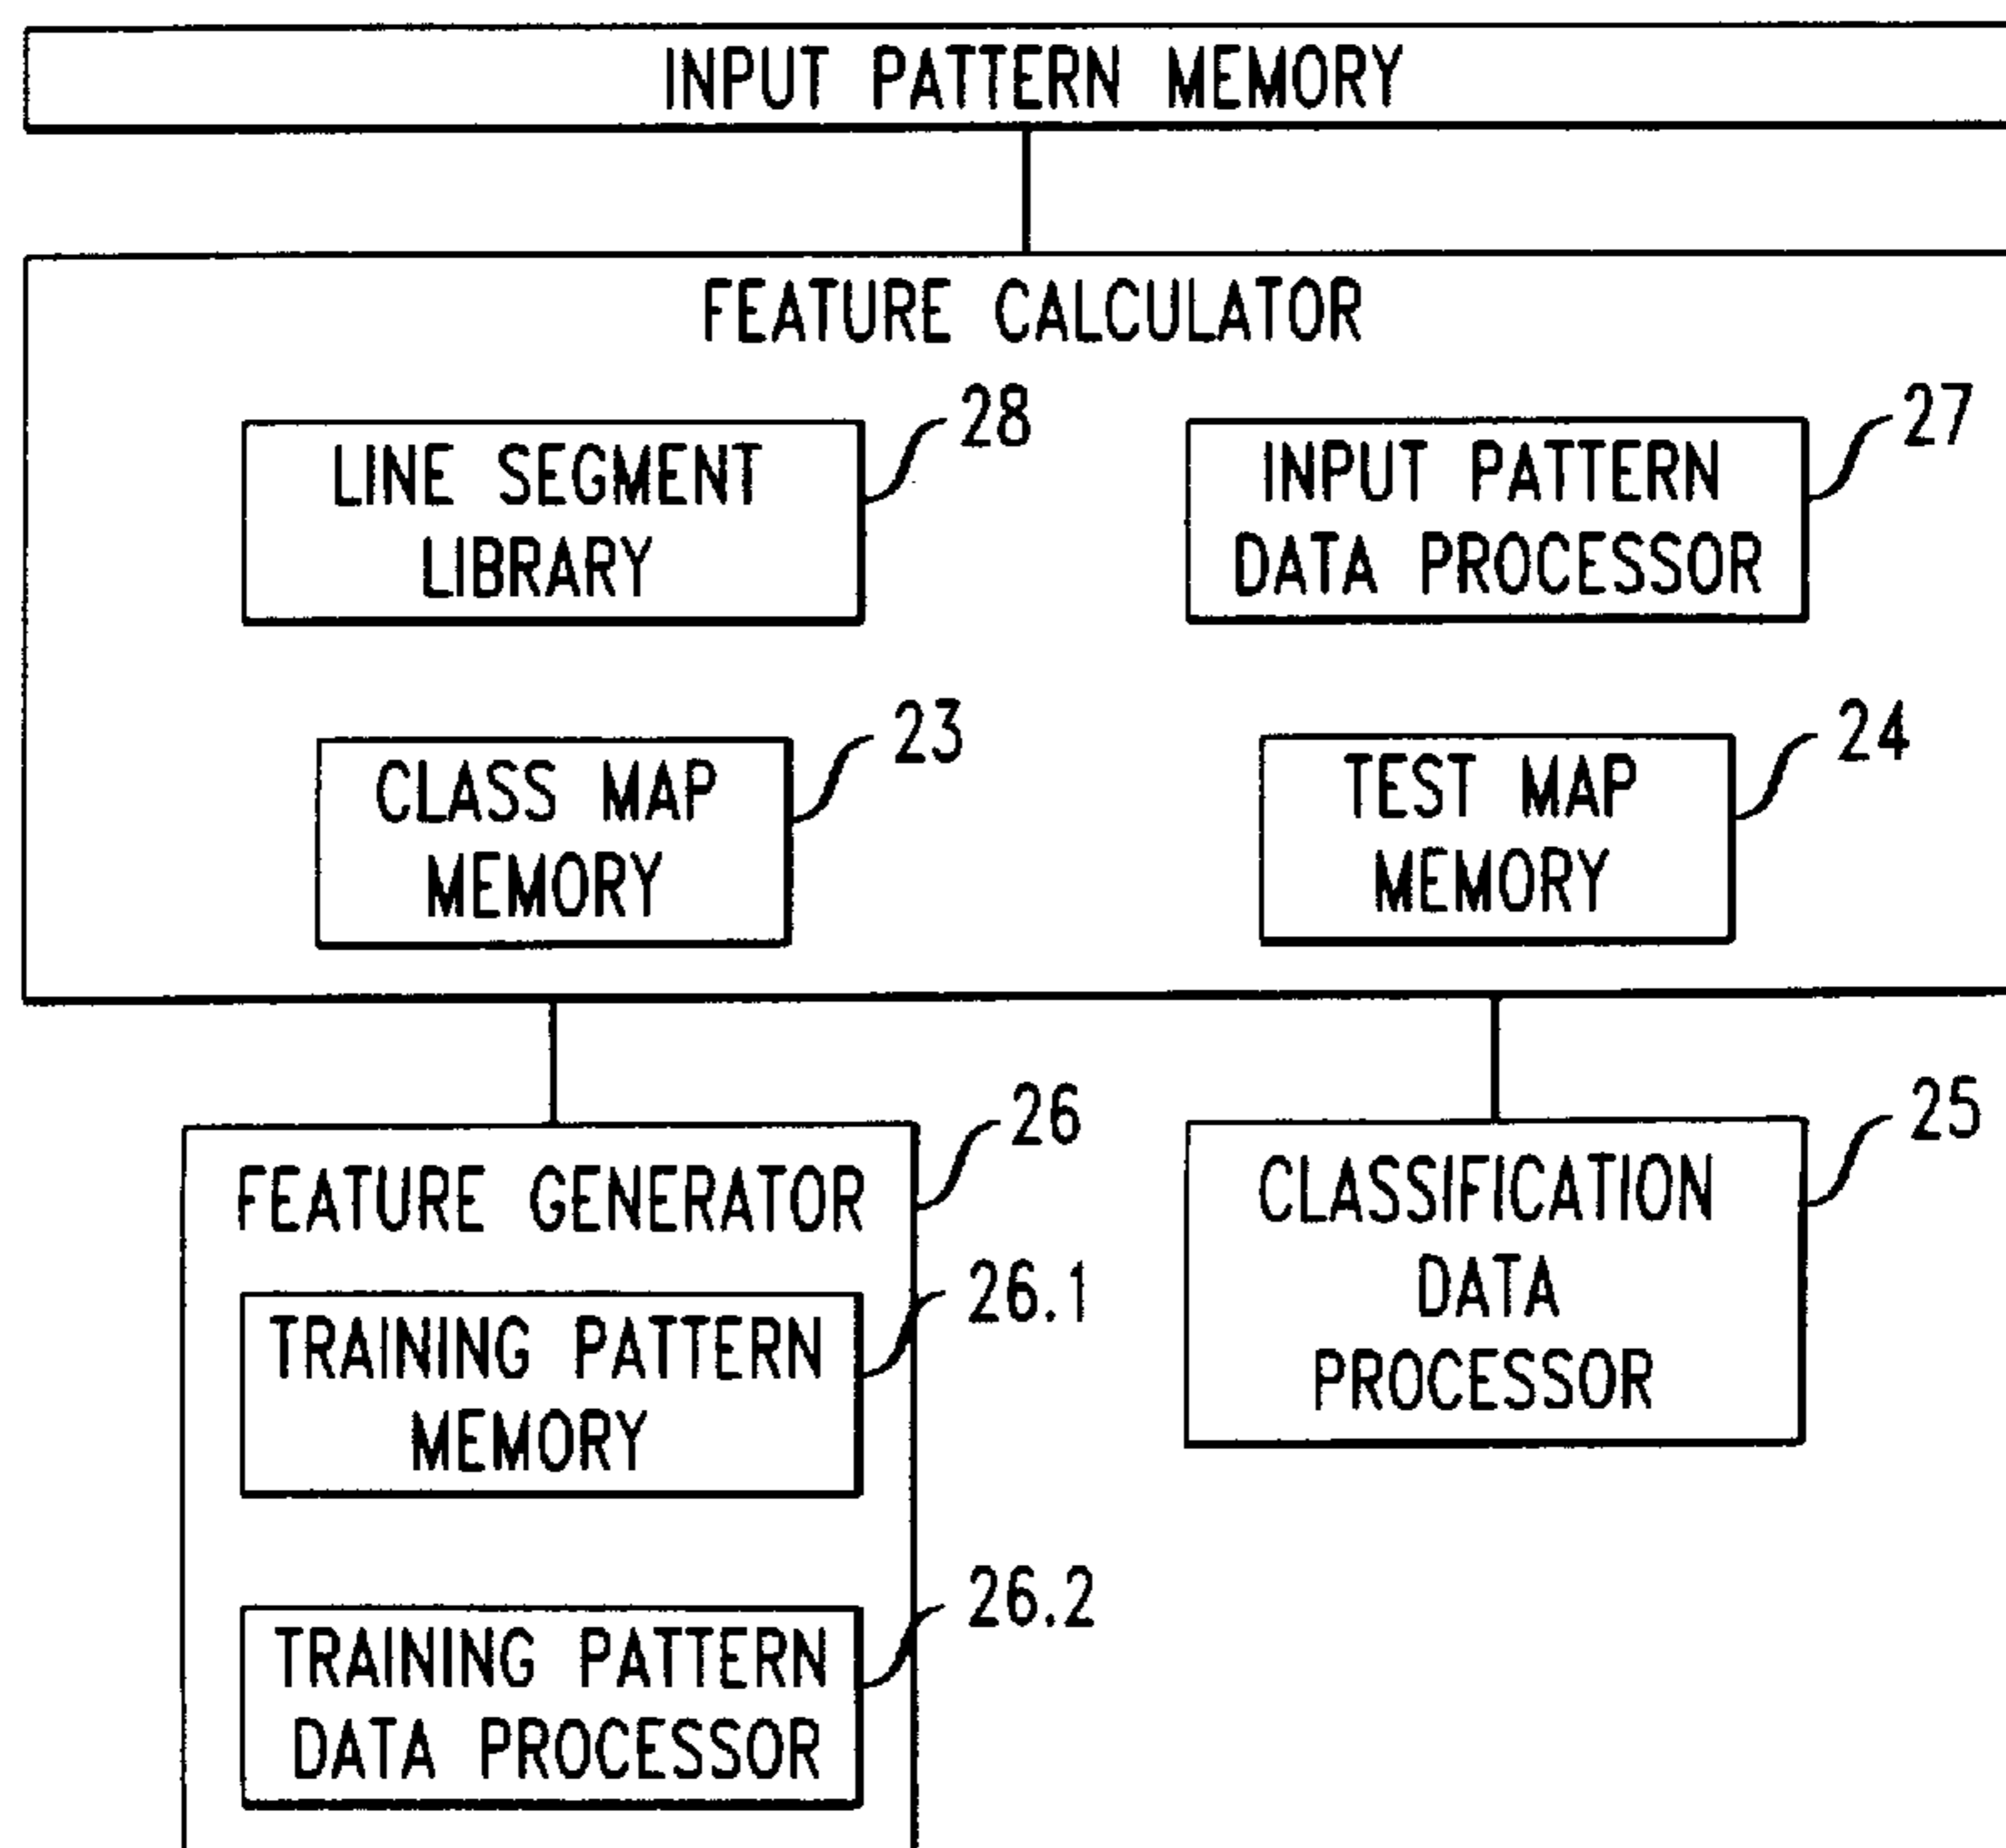 INPUT PATTERN MEMORY
FEATURE CALCULATOR
28
27
LINE SEGMENT
LIBRARY
INPUT PATTERN
DATA PROCESSOR
23
24
CLASS MAP
MEMORY
TEST MAP
MEMORY
26
25
FEATURE GENERATOR
26.1
TRAINING PATTERN
MEMORY
26.2
TRAINING PATTERN
DATA PROCESSOR
CLASSIFICATION
DATA
PROCESSOR